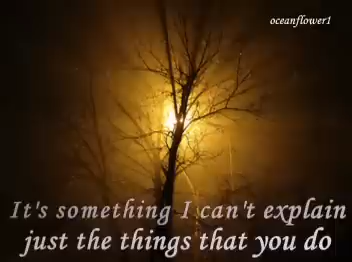 oceanflower1
It's something I can't explain
just the things that you do